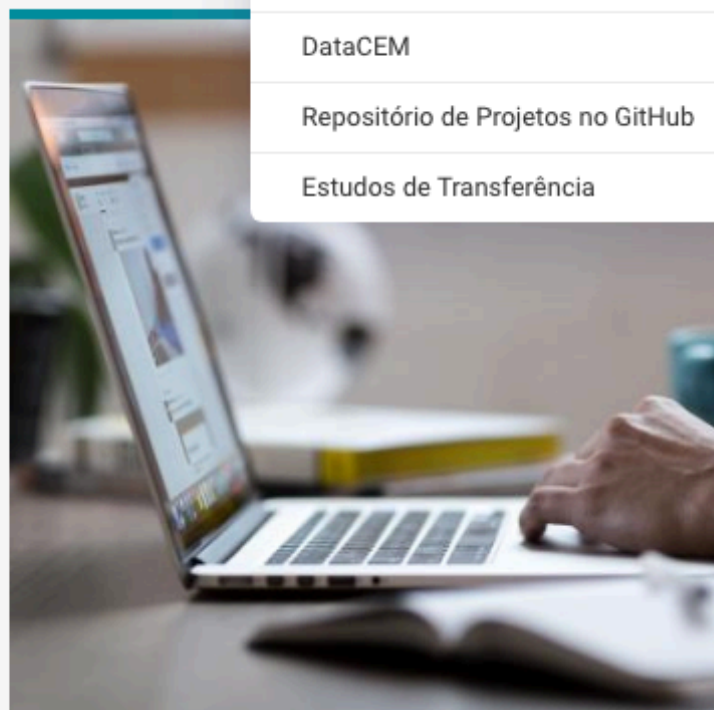 DataCEM
Repositório de Projetos no GitHub
Estudos de Transferência